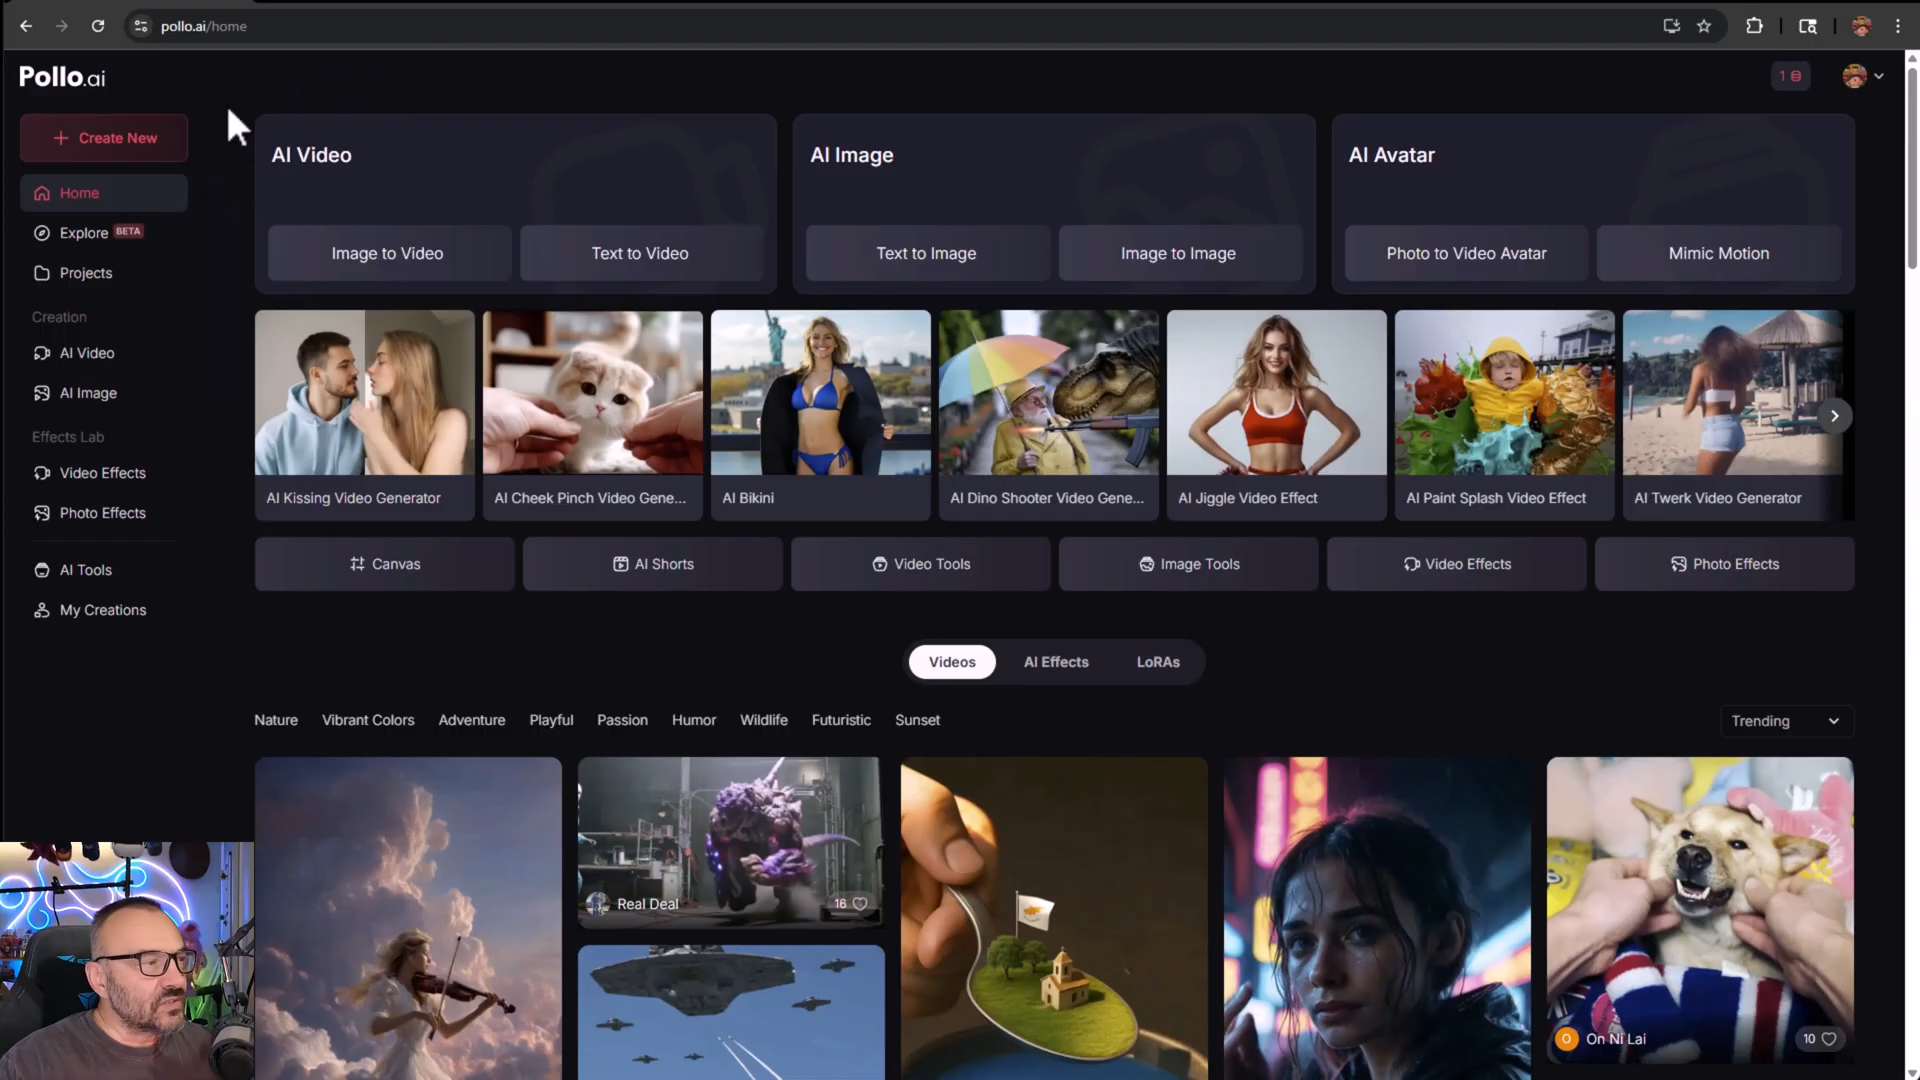 pollo.ai/home
Pollo.ai
1
Create New
Home
Explore BETA
Projects
Creation
AI Video
AI Image
Effects Lab
Video Effects
Photo Effects
AI Tools
My Creations
AI Video
Image to Video
Text to Video
AI Image
Text to Image
Image to Image
AI Avatar
Photo to Video Avatar
Mimic Motion
AI Kissing Video Generator
AI Cheek Pinch Video Gene...
AI Bikini
AI Dino Shooter Video Gene...
AI Jiggle Video Effect
AI Paint Splash Video Effect
AI Twerk Video Generator
Canvas
AI Shorts
Video Tools
Image Tools
Video Effects
Photo Effects
Videos
AI Effects
LoRAs
Nature
Vibrant Colors
Adventure
Playful
Passion
Humor
Wildlife
Futuristic
Sunset
Trending
Real Deal
16
O
On Ni Lai
10